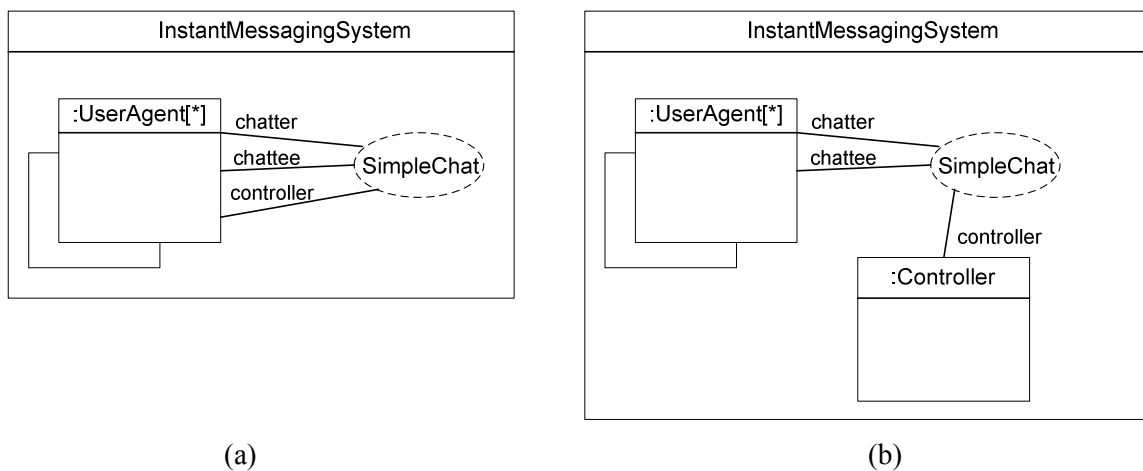 InstantMessagingSystem
:UserAgent[*]
chatter
chattee
controller
SimpleChat
(a)
InstantMessagingSystem
:UserAgent[*]
chatter
chattee
SimpleChat
controller
:Controller
(b)